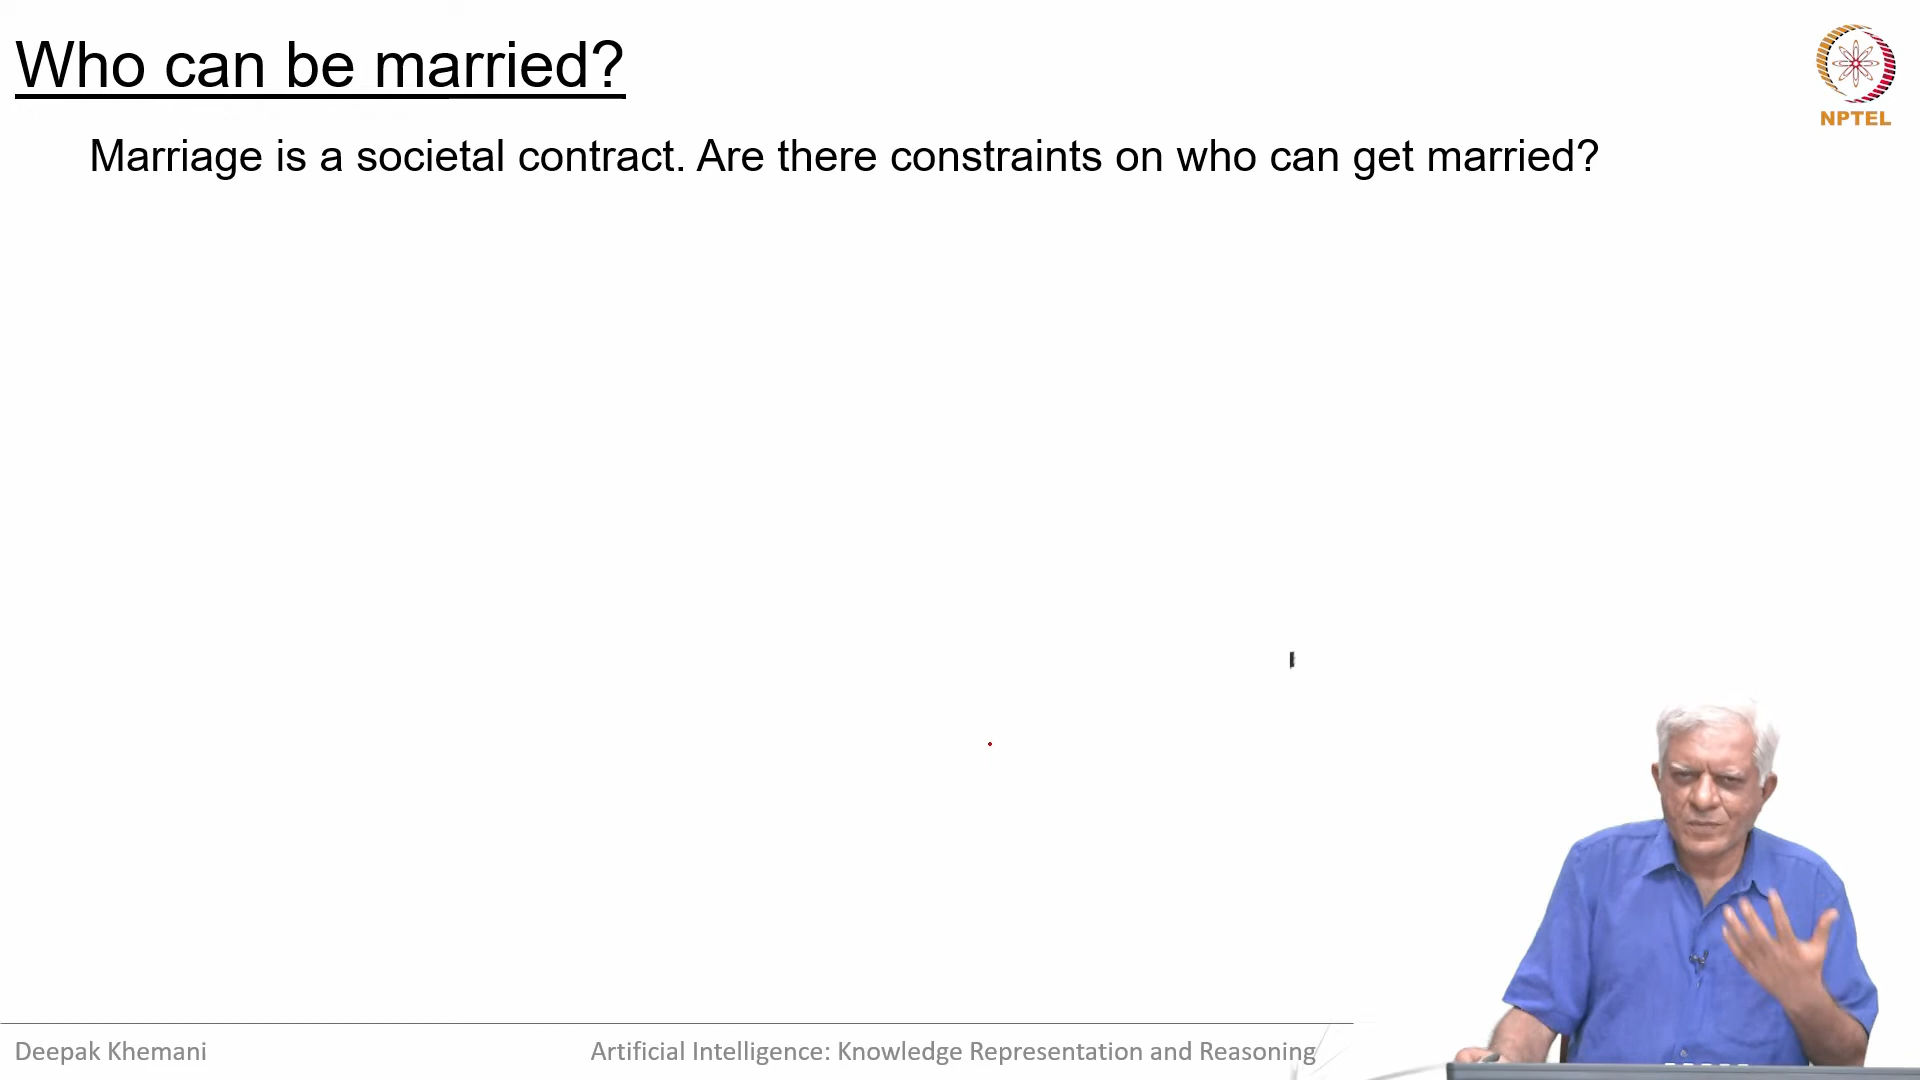 Who can be married?
NPTEL
Marriage is a societal contract. Are there constraints on who can get married?
Deepak Khemani
Artificial Intelligence: Knowledge Representation and Reasoning